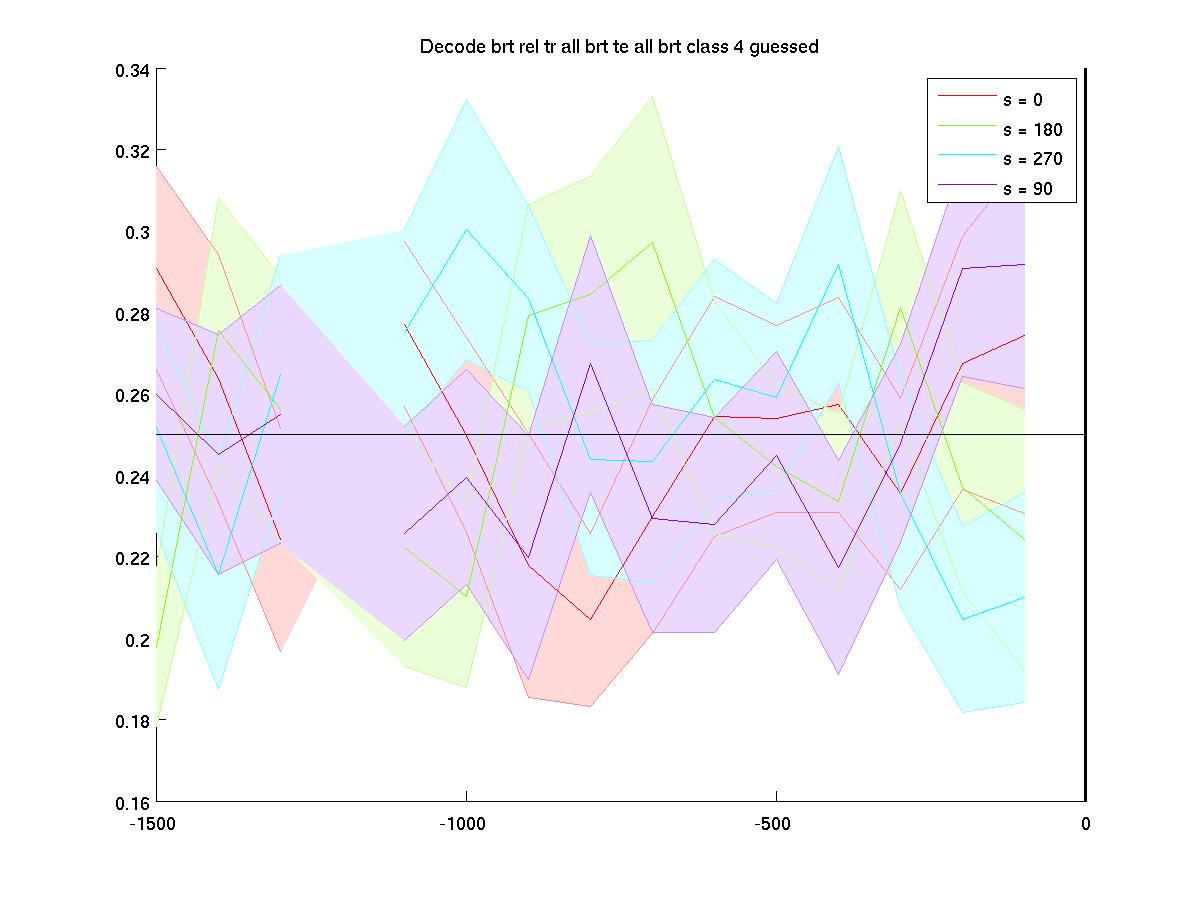 Decode brt rel tr all brt te all brt class 4 guessed
0.34
0.32
0.3
0.28
0.26
0.24
0.22
0.2
0.18
0.16
s = 0
s = 180
s = 270
s = 90
-1500 -1000 -500 0